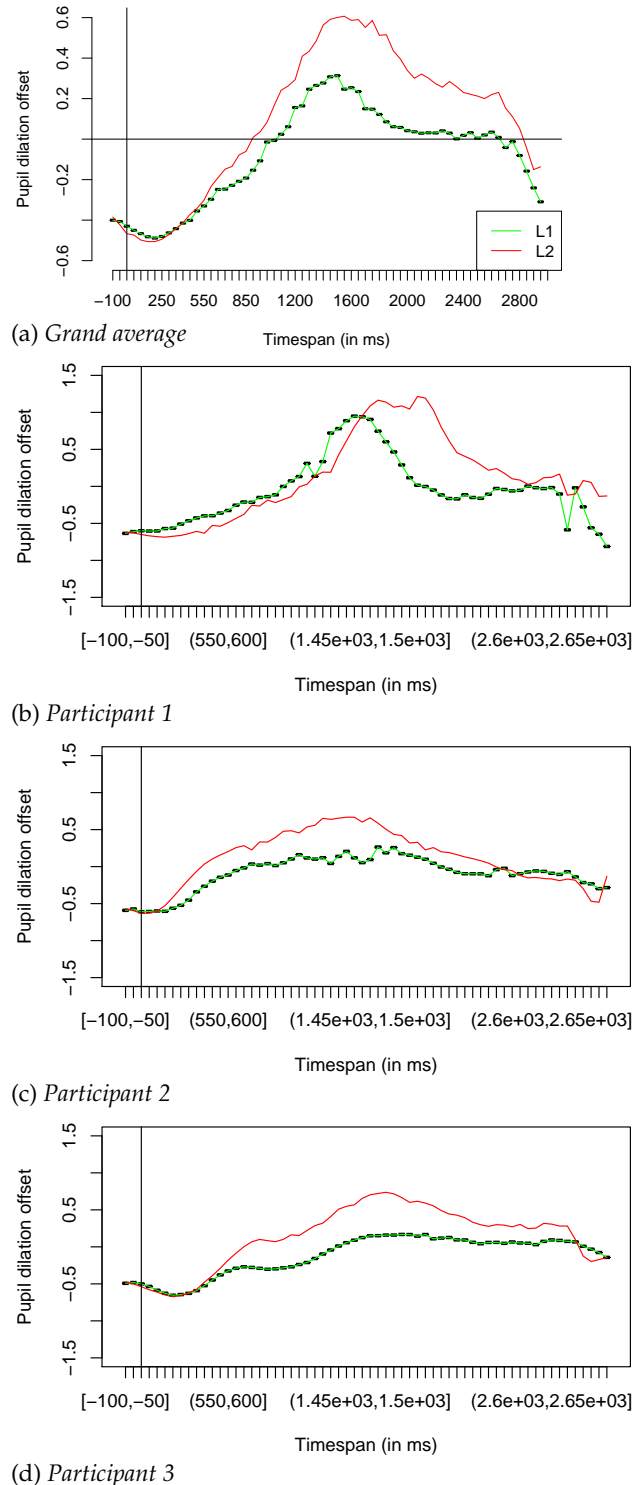 0.6
0.2
−0.2
−0.6
Pupil dilation offset
L1
L2
−100 250 550 850 1200 1600 2000 2400 2800
(a) Grand average
Timespan (in ms)
1.5
0.5
−0.5
−1.5
Pupil dilation offset
[−100,−50] (550,600] (1.45e+03,1.5e+03] (2.6e+03,2.65e+03]
Timespan (in ms)
(b) Participant 1
1.5
0.5
−0.5
−1.5
Pupil dilation offset
[−100,−50] (550,600] (1.45e+03,1.5e+03] (2.6e+03,2.65e+03]
Timespan (in ms)
(c) Participant 2
1.5
0.5
−0.5
−1.5
Pupil dilation offset
[−100,−50] (550,600] (1.45e+03,1.5e+03] (2.6e+03,2.65e+03]
Timespan (in ms)
(d) Participant 3